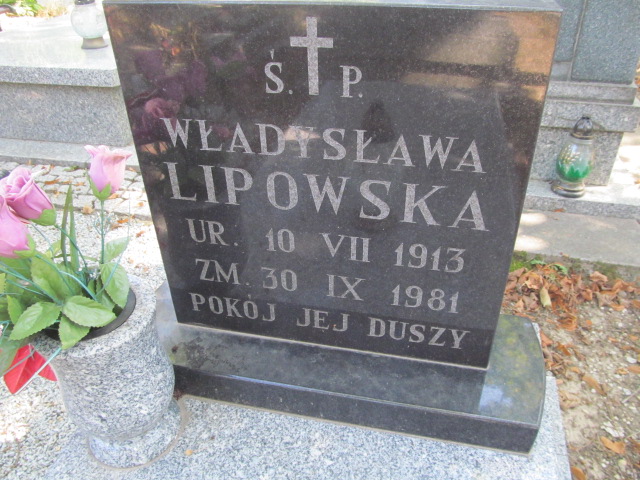 Ś. P.
WŁADYSŁAWA
LIPOWSKA
UR. 10 VII 1913
ZM. 30 IX 1981
POKÓJ JEJ DUSZY